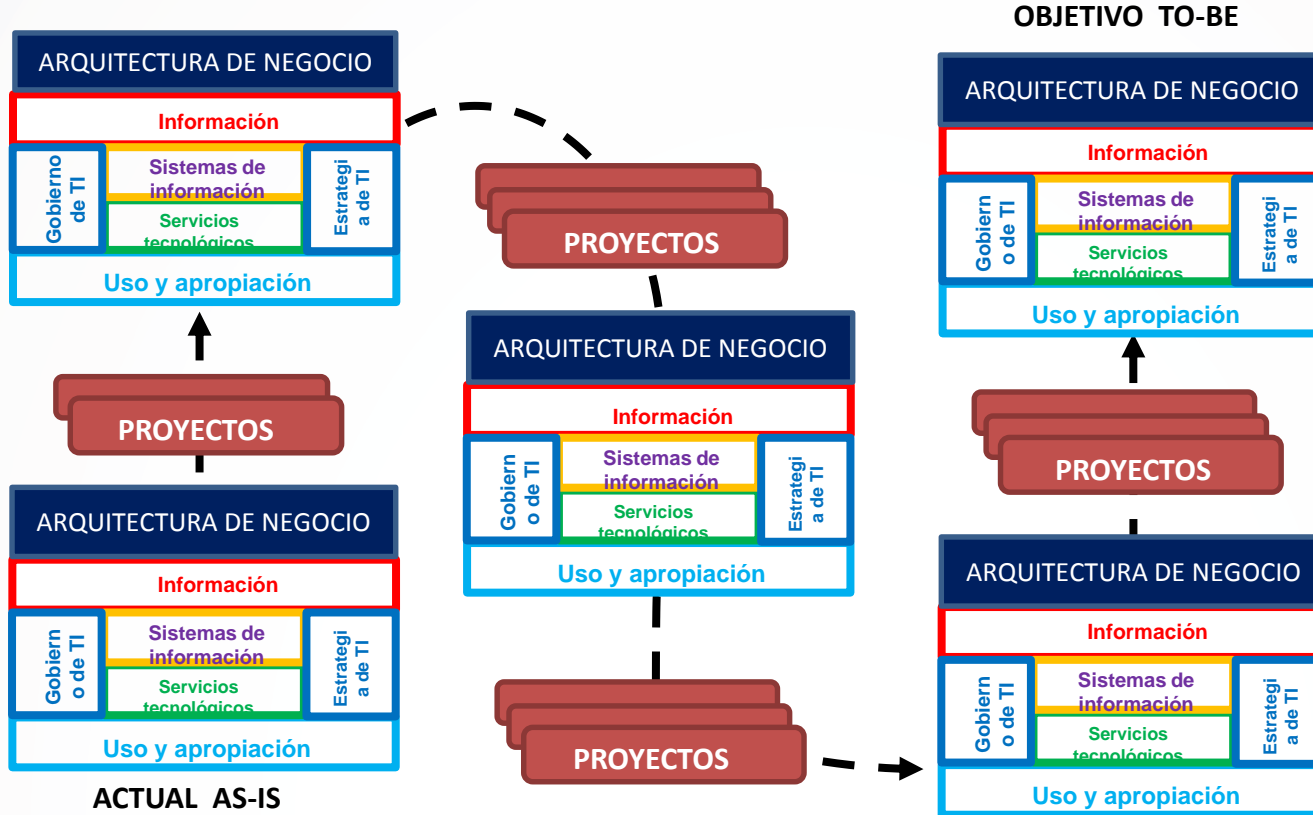 OBJETIVO TO-BE
ARQUITECTURA DE NEGOCIO
Información
Gobierno
de TI
Sistemas de
información
Servicios
tecnológicos
Estrategi
a de TI
Uso y apropiación
PROYECTOS
ARQUITECTURA DE NEGOCIO
Información
Gobiern
o de TI
Sistemas de
información
Servicios
tecnológicos
Estrategi
a de TI
Uso y apropiación
ACTUAL AS-IS
PROYECTOS
ARQUITECTURA DE NEGOCIO
Información
Gobiern
o de TI
Sistemas de
información
Servicios
tecnológicos
Estrategi
a de TI
Uso y apropiación
PROYECTOS
ARQUITECTURA DE NEGOCIO
Información
Gobiern
o de TI
Sistemas de
información
Servicios
tecnológicos
Estrategi
a de TI
Uso y apropiación
PROYECTOS
ARQUITECTURA DE NEGOCIO
Información
Gobiern
o de TI
Sistemas de
información
Servicios
tecnológicos
Estrategi
a de TI
Uso y apropiación